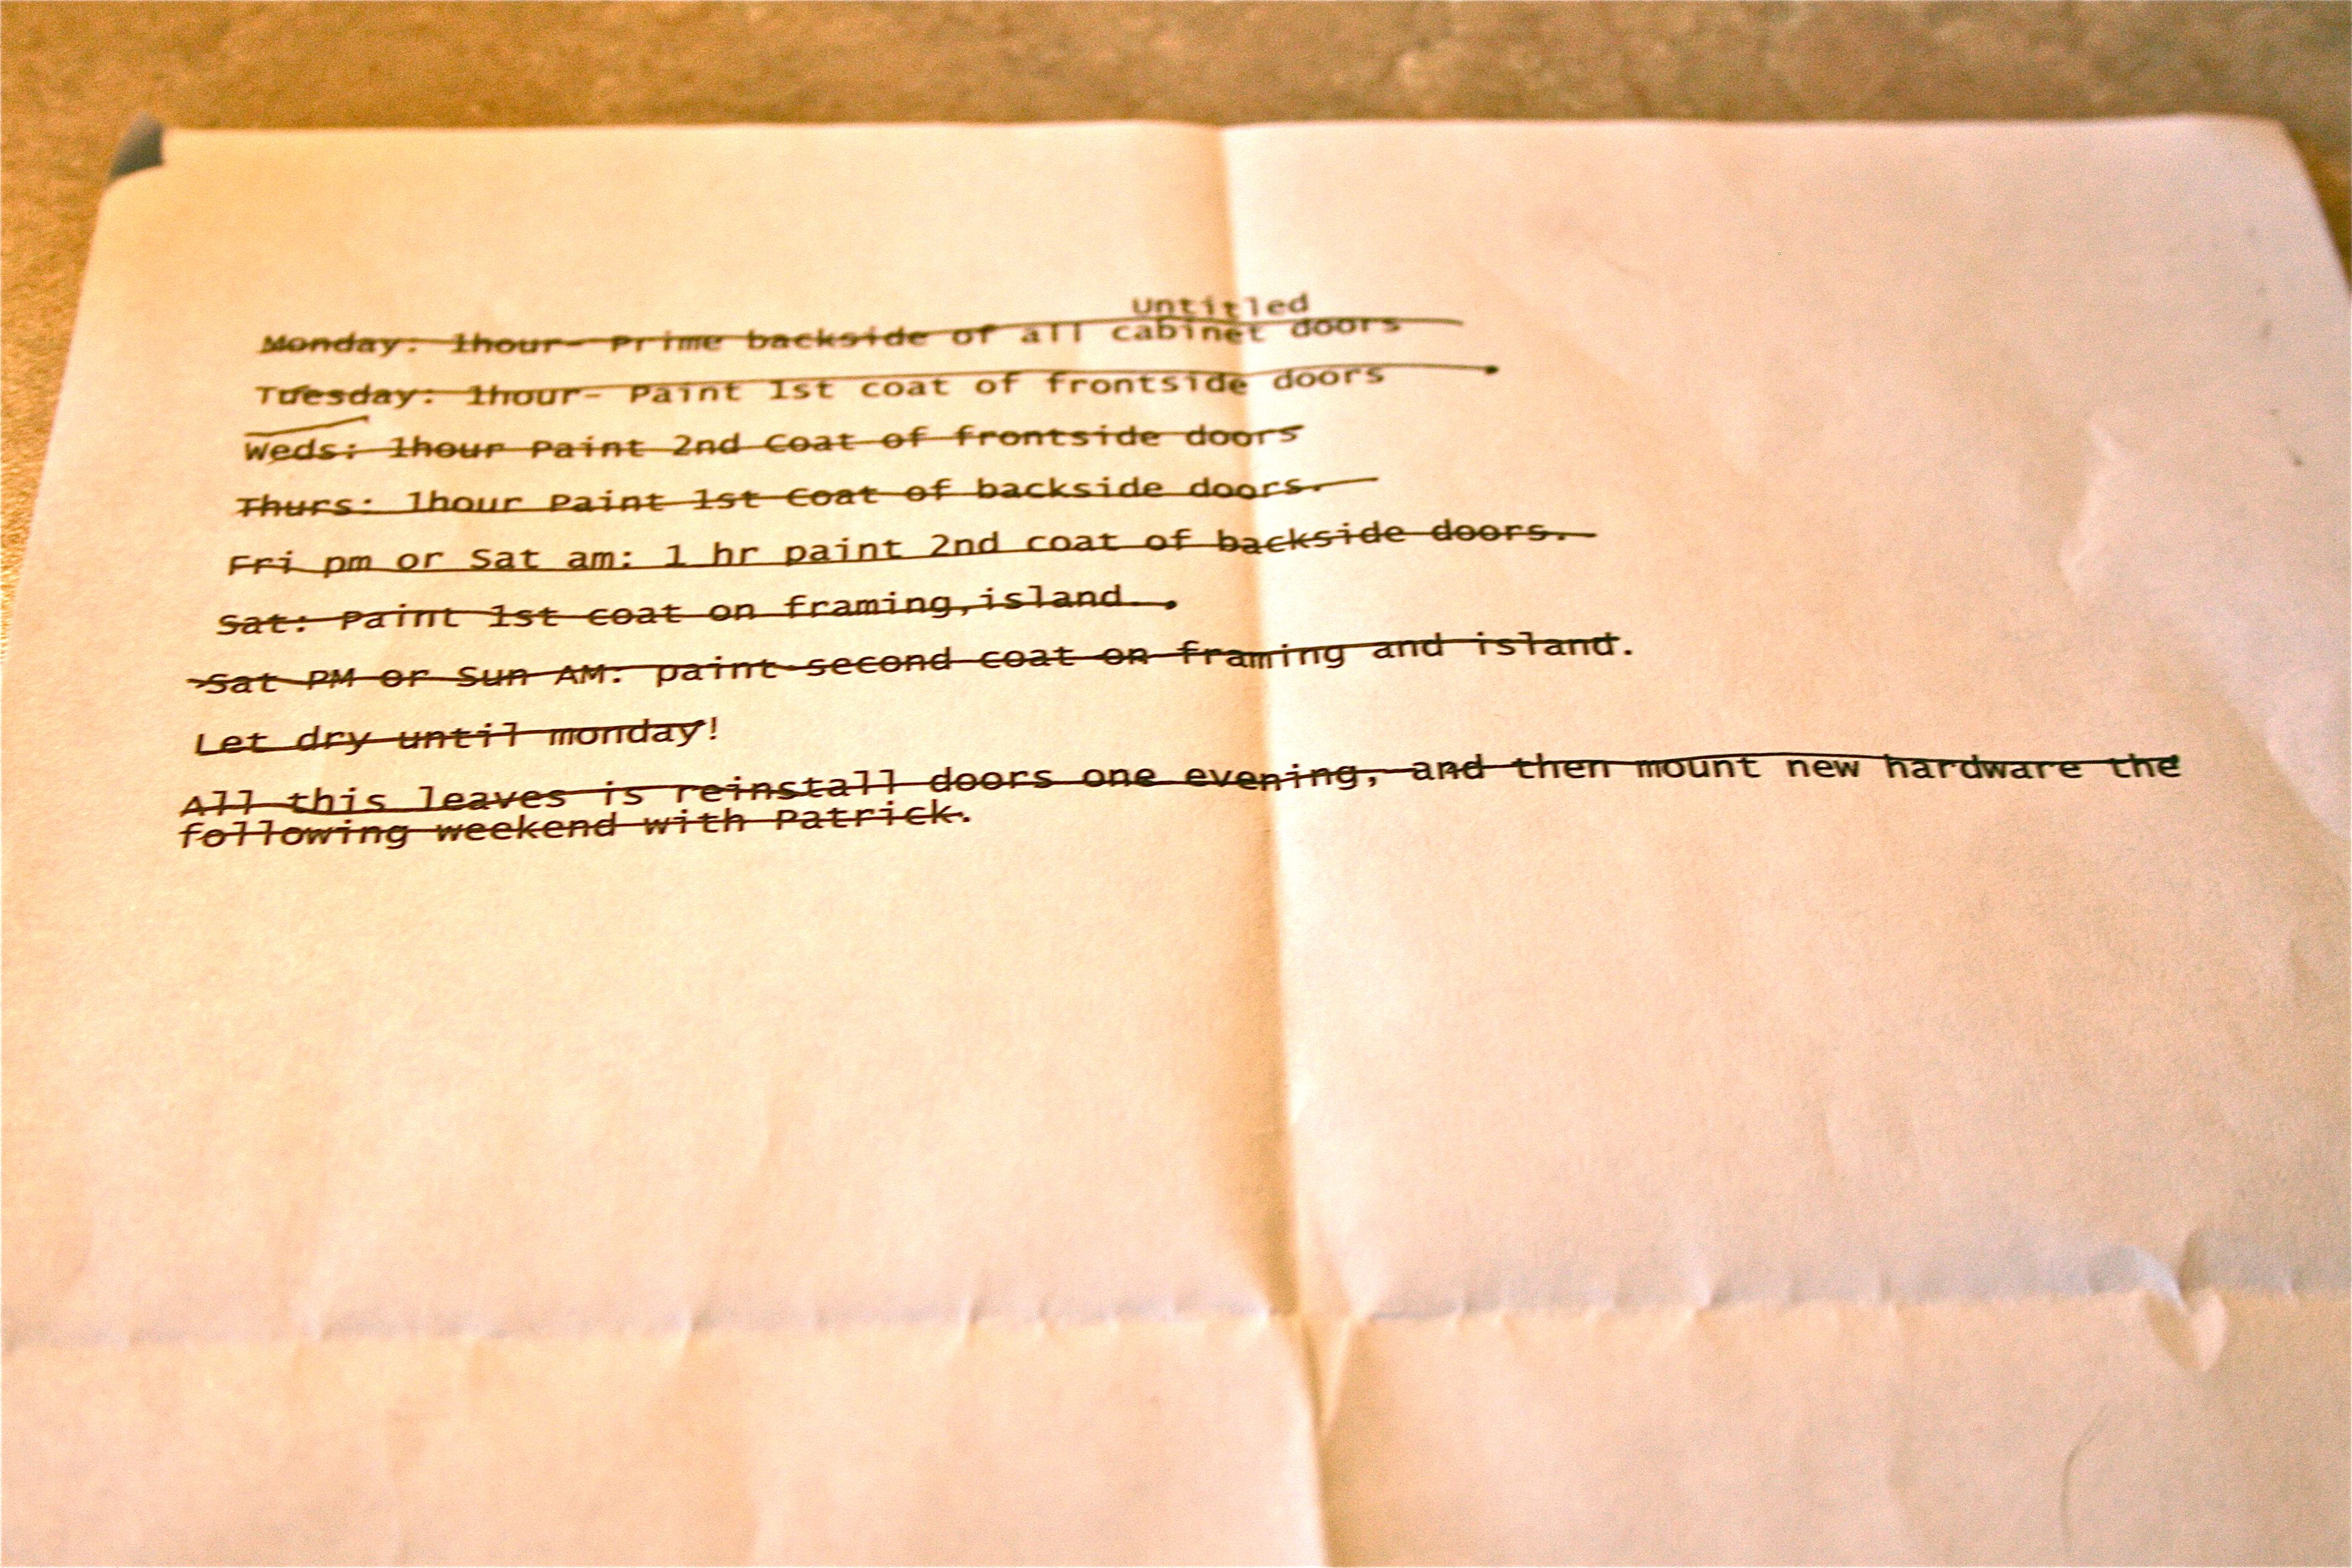 Untitled
Monday: 1hour- Prime backside of all cabinet doors
Tuesday: 1hour- Paint 1st coat of frontside doors
Weds: 1hour Paint 2nd Coat of frontside doors
Thurs: 1hour Paint 1st Coat of backside doors.
Fri pm or Sat am: 1 hr paint 2nd coat of backside doors.
Sat: Paint 1st coat on framing,island.
Sat PM or Sun AM: paint second coat on framing and island.
Let dry until monday!
All this leaves is reinstall doors one evening, and then mount new hardware the
following weekend with Patrick.